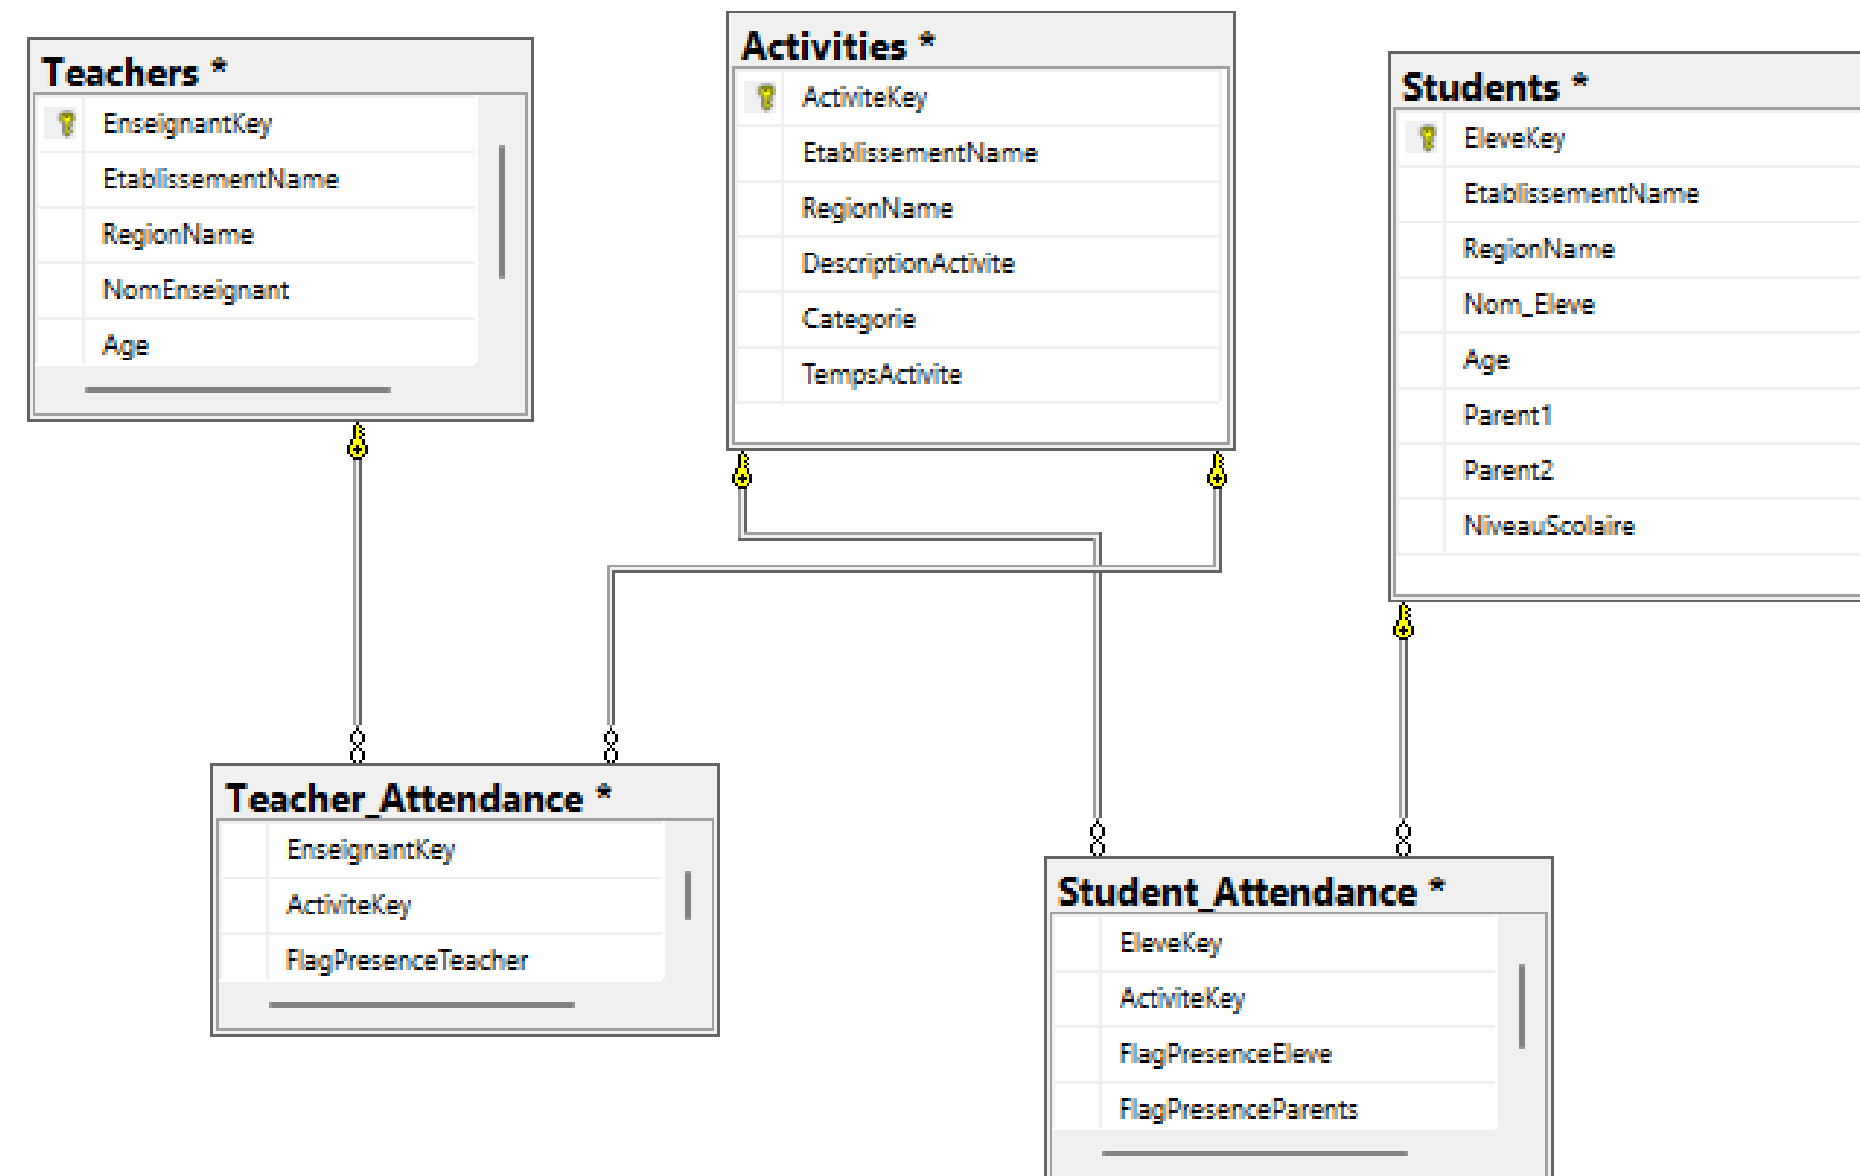 Teachers *
EnseignantKey
EtablissementName
RegionName
NomEnseignant
Age
Activities *
ActiviteKey
EtablissementName
RegionName
DescriptionActivite
Categorie
TempsActivite
Students *
EleveKey
EtablissementName
RegionName
Nom_Eleve
Age
Parent1
Parent2
NiveauScolaire
Teacher_Attendance *
EnseignantKey
ActiviteKey
FlagPresenceTeacher
Student_Attendance *
EleveKey
ActiviteKey
FlagPresenceEleve
FlagPresenceParents